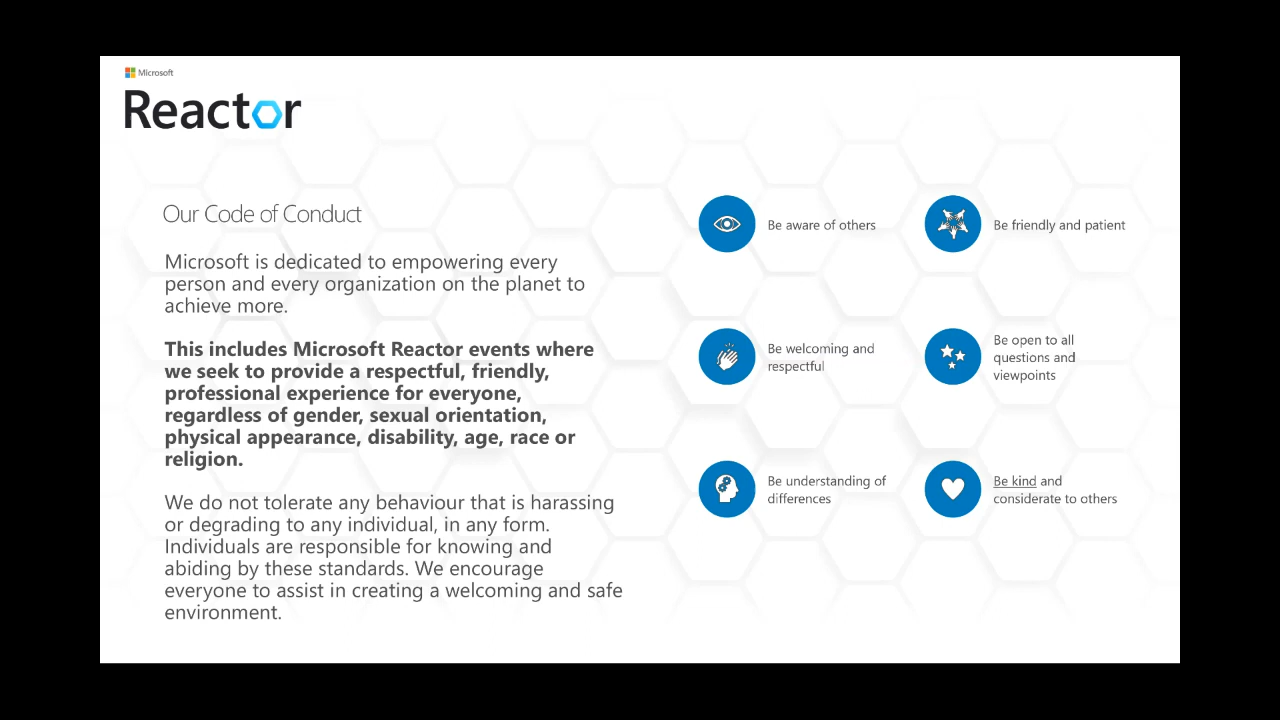 Microsoft
Reactor
Our Code of Conduct
Microsoft is dedicated to empowering every
person and every organization on the planet to
achieve more.
This includes Microsoft Reactor events where
we seek to provide a respectful, friendly,
professional experience for everyone,
regardless of gender, sexual orientation,
physical appearance, disability, age, race or
religion.
We do not tolerate any behaviour that is harassing
or degrading to any individual, in any form.
Individuals are responsible for knowing and
abiding by these standards. We encourage
everyone to assist in creating a welcoming and safe
environment.
Be aware of others
Be friendly and patient
Be welcoming and
respectful
Be open to all
questions and
viewpoints
Be understanding of
differences
Be kind and
considerate to others